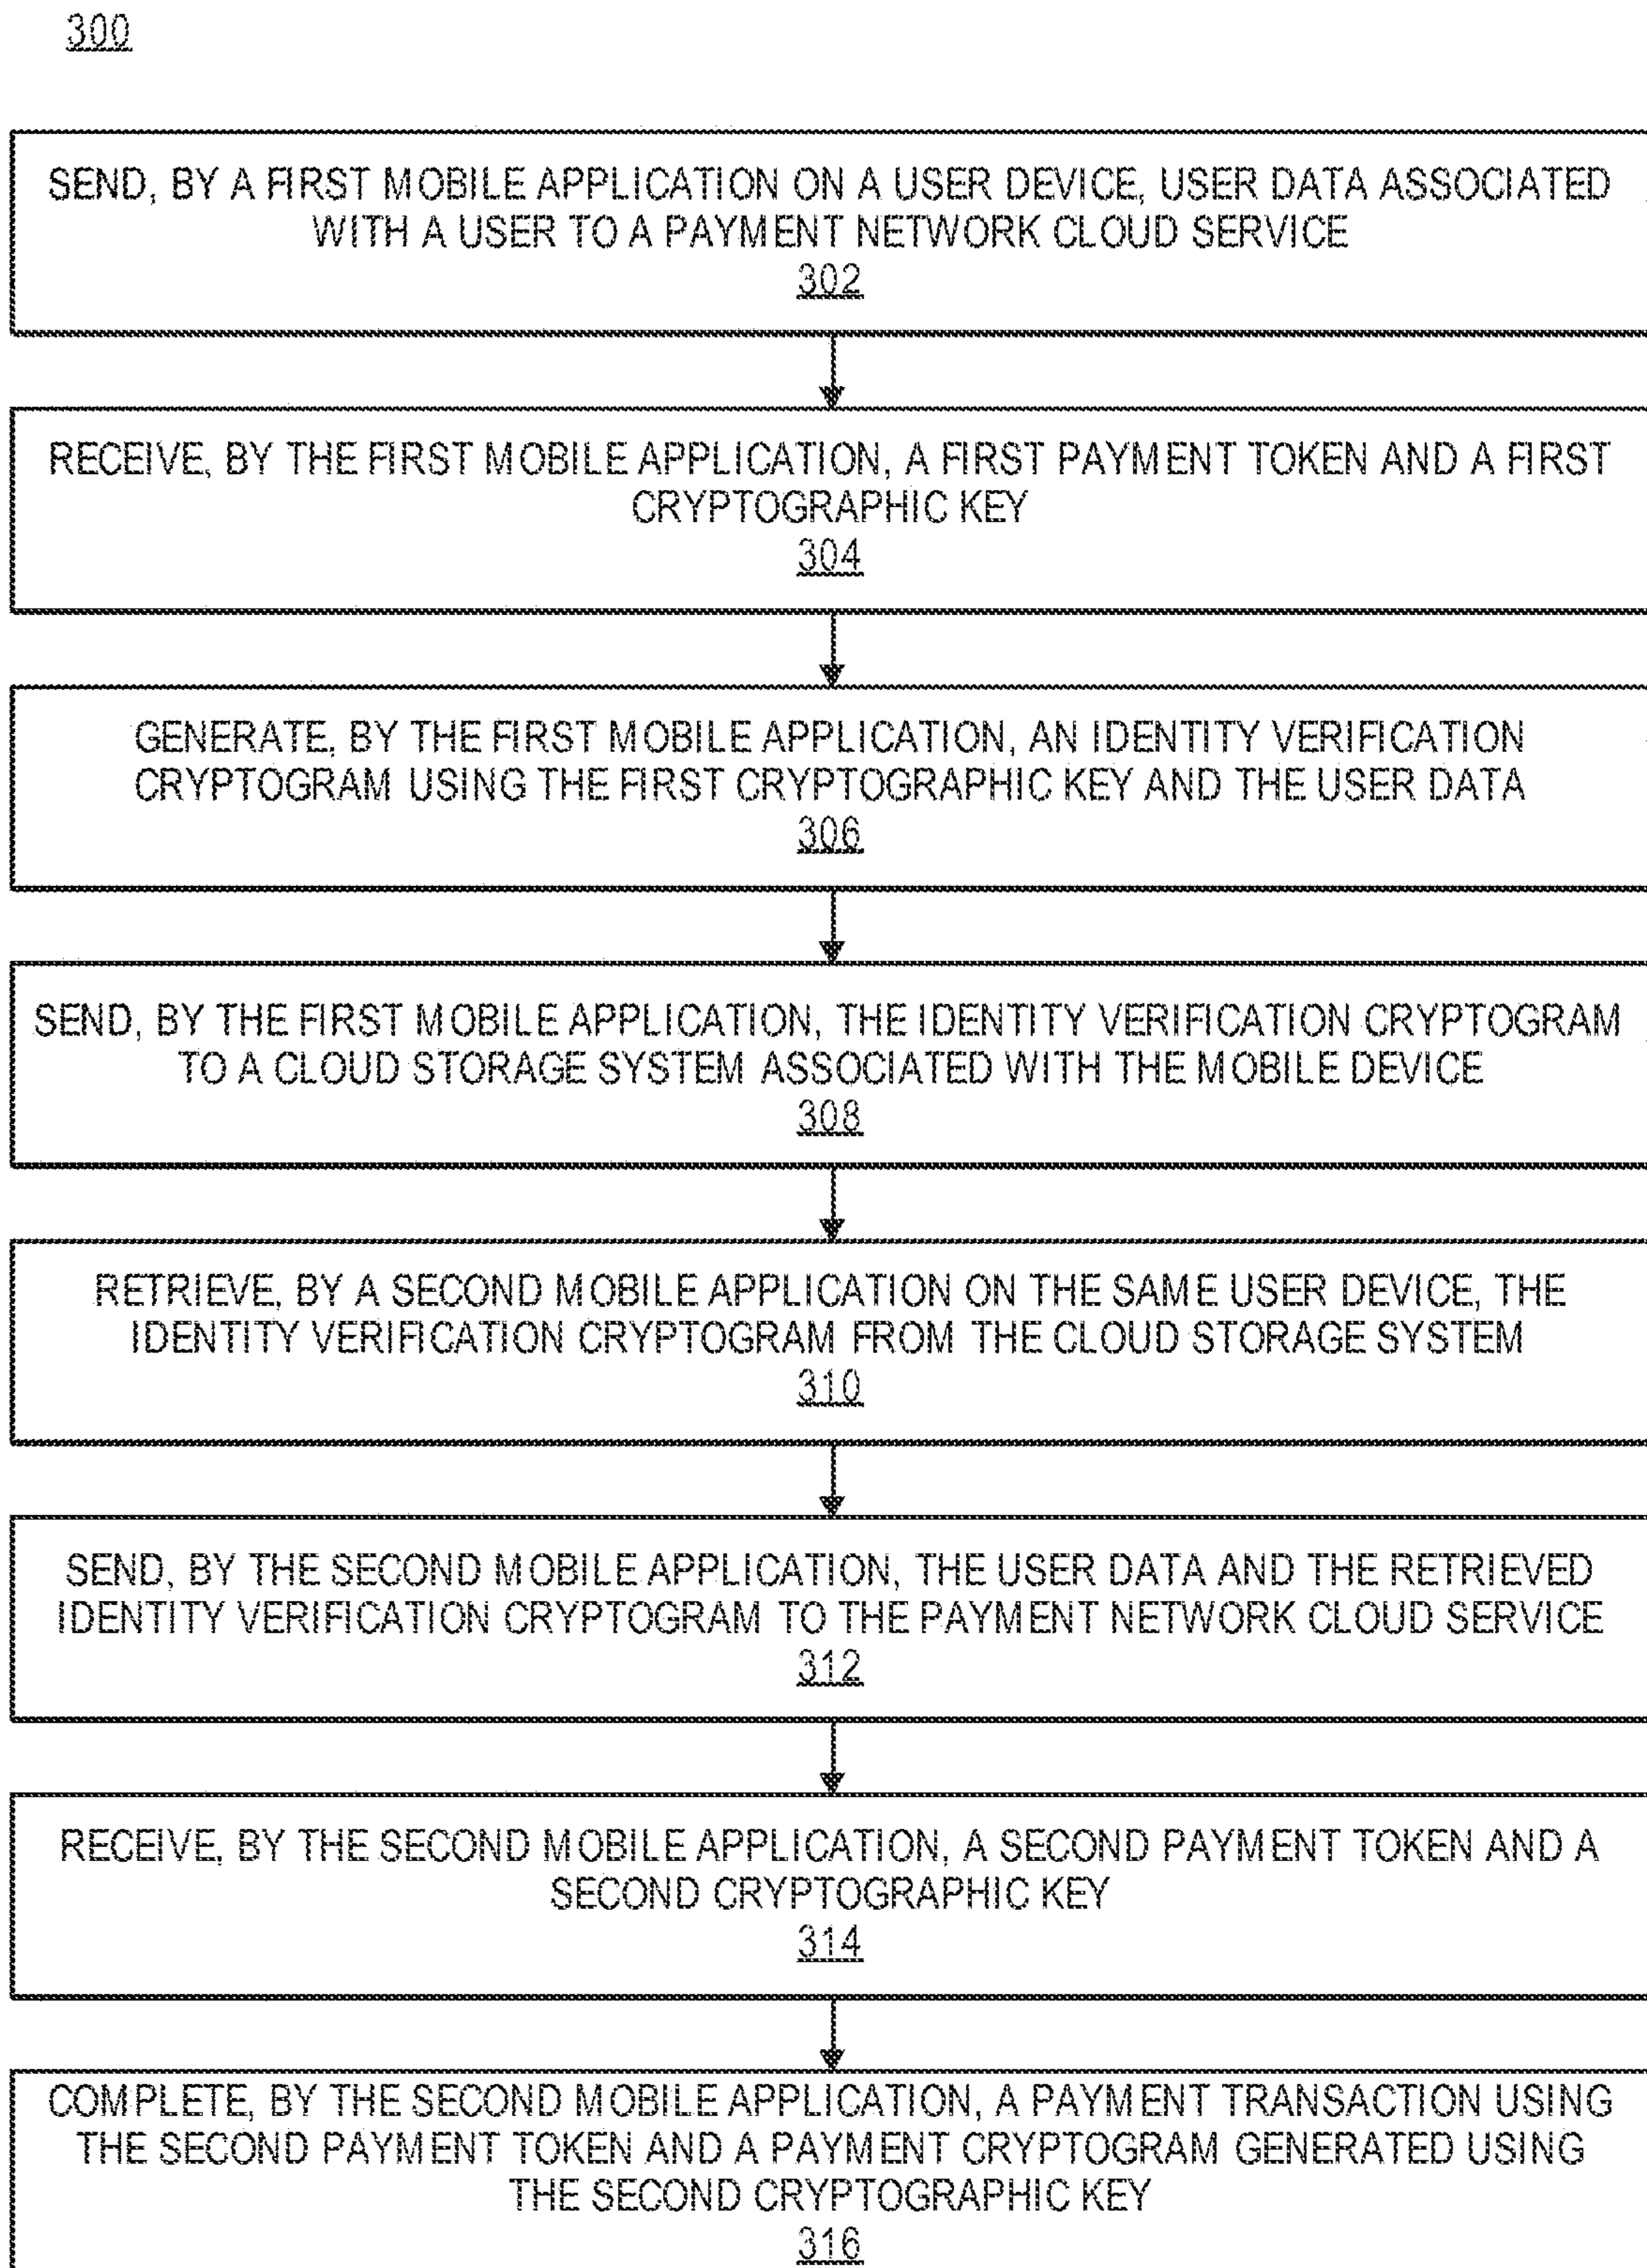 300
SEND, BY A FIRST MOBILE APPLICATION ON A USER DEVICE, USER DATA ASSOCIATED
WITH A USER TO A PAYMENT NETWORK CLOUD SERVICE
302
RECEIVE, BY THE FIRST MOBILE APPLICATION, A FIRST PAYMENT TOKEN AND A FIRST
CRYPTOGRAPHIC KEY
304
GENERATE, BY THE FIRST MOBILE APPLICATION, AN IDENTITY VERIFICATION
CRYPTOGRAM USING THE FIRST CRYPTOGRAPHIC KEY AND THE USER DATA
306
SEND, BY THE FIRST MOBILE APPLICATION, THE IDENTITY VERIFICATION CRYPTOGRAM
TO A CLOUD STORAGE SYSTEM ASSOCIATED WITH THE MOBILE DEVICE
308
RETRIEVE, BY A SECOND MOBILE APPLICATION ON THE SAME USER DEVICE, THE
IDENTITY VERIFICATION CRYPTOGRAM FROM THE CLOUD STORAGE SYSTEM
310
SEND, BY THE SECOND MOBILE APPLICATION, THE USER DATA AND THE RETRIEVED
IDENTITY VERIFICATION CRYPTOGRAM TO THE PAYMENT NETWORK CLOUD SERVICE
312
RECEIVE, BY THE SECOND MOBILE APPLICATION, A SECOND PAYMENT TOKEN AND A
SECOND CRYPTOGRAPHIC KEY
314
COMPLETE, BY THE SECOND MOBILE APPLICATION, A PAYMENT TRANSACTION USING
THE SECOND PAYMENT TOKEN AND A PAYMENT CRYPTOGRAM GENERATED USING
THE SECOND CRYPTOGRAPHIC KEY
316